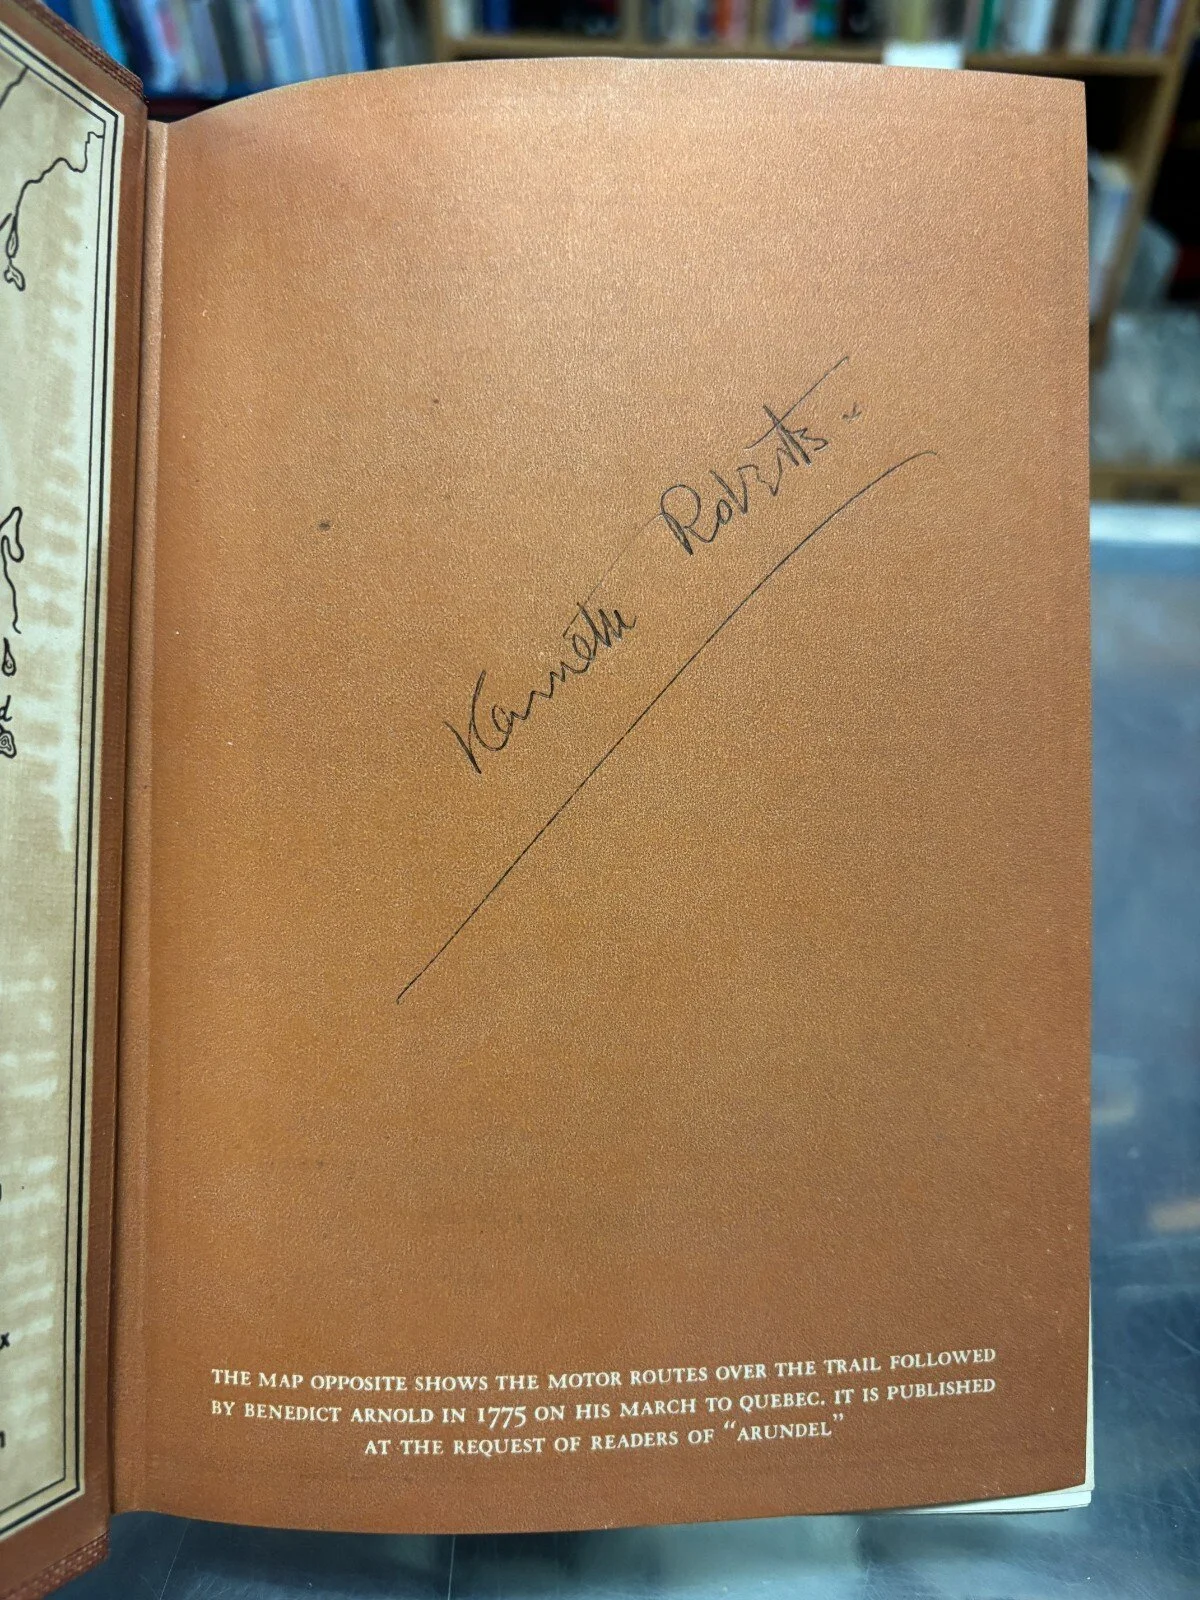 Kenneth Roberts.
THE MAP OPPOSITE SHOWS THE MOTOR ROUTES OVER THE TRAIL FOLLOWED
BY BENEDICT ARNOLD IN 1775 ON HIS MARCH TO QUEBEC. IT IS PUBLISHED
AT THE REQUEST OF READERS OF “ARUNDEL”